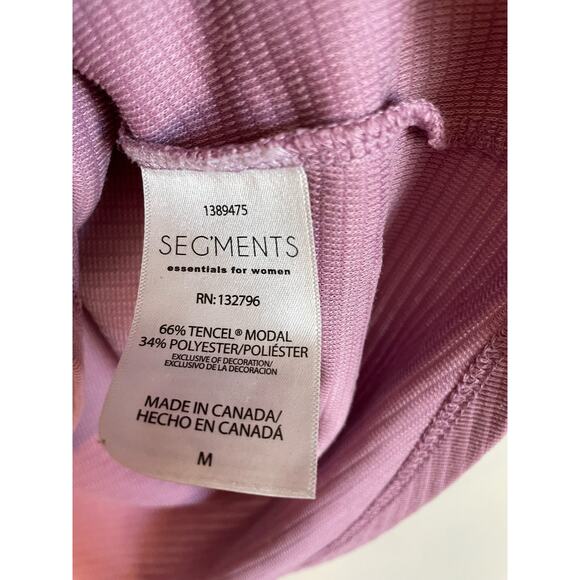 1389475
SEG'MENTS
essentials for women
RN: 132796
66% TENCEL® MODAL
34% POLYESTER/POLIÉSTER
EXCLUSIVE OF DECORATION/
EXCLUSIVO DE LA DECORACION
MADE IN CANADA/
HECHO EN CANADÁ
M